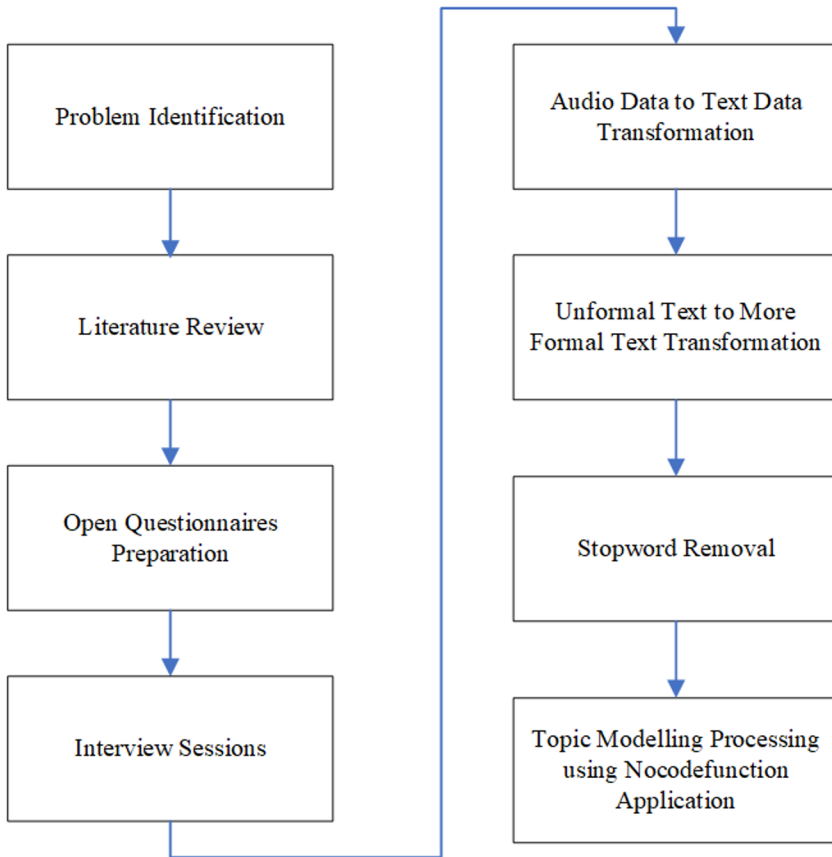 Problem Identification
Literature Review
Open Questionnaires
Preparation
Interview Sessions
Audio Data to Text Data
Transformation
Unformal Text to More
Formal Text Transformation
Stopword Removal
Topic Modelling Processing
using Nocodefunction
Application